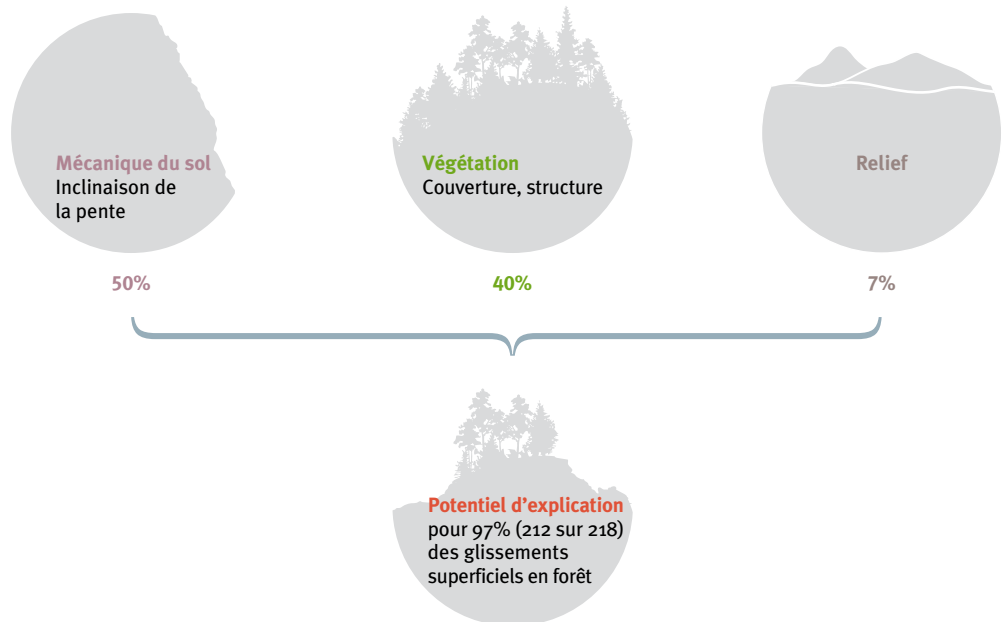 Mécanique du sol
Inclinaison de
la pente
50%
Végétation
Couverture, structure
40%
Relief
7%
Potentiel d’explication
pour 97% (212 sur 218)
des glissements
superficiels en forêt